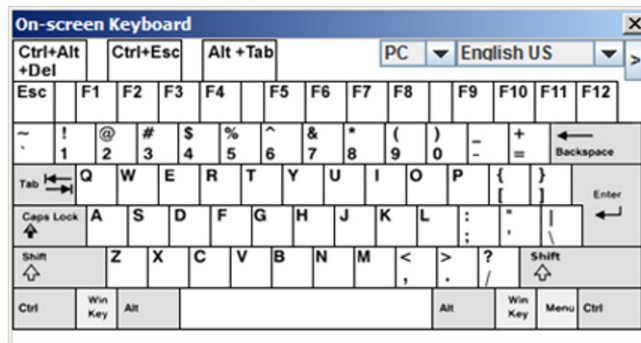 On-screen Keyboard X
Ctrl+Alt Ctrl+Esc Alt +Tab PC English US >
+Del
Esc F1 F2 F3 F4 F5 F6 F7 F8 F9 F10 F11 F12
~ ! @ # $ % ^ & * ( ) _ +
` 1 2 3 4 5 6 7 8 9 0 - = Backspace
Tab Q W E R T Y U I O P { }
[ ] Enter
Caps Lock A S D F G H J K L : " |
; ' \
Shift Z X C V B N M < > ? Shift
, . /
Ctrl Win Key Alt Alt Win Key Menu Ctrl